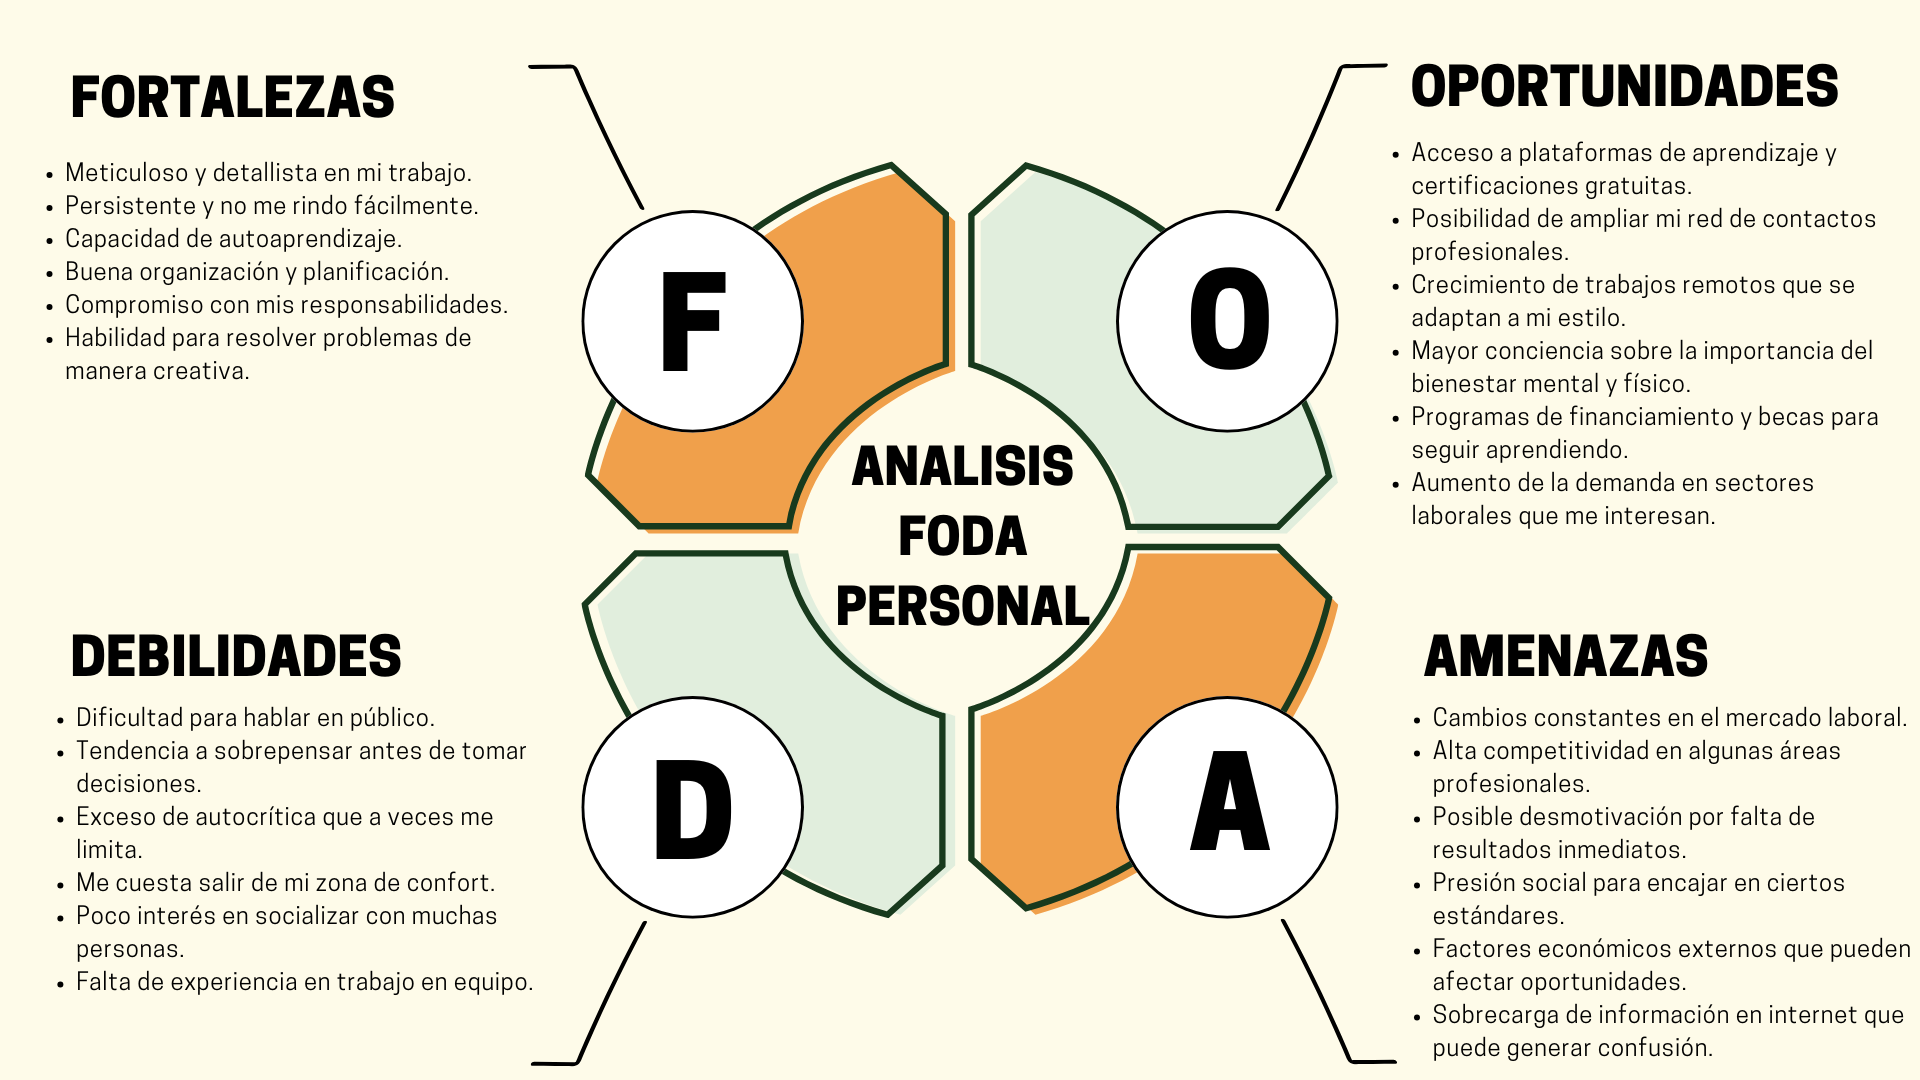 FORTALEZAS
• Meticuloso y detallista en mi trabajo.
• Persistente y no me rindo fácilmente.
• Capacidad de autoaprendizaje.
• Buena organización y planificación.
• Compromiso con mis responsabilidades.
• Habilidad para resolver problemas de
manera creativa.
OPORTUNIDADES
• Acceso a plataformas de aprendizaje y
certificaciones gratuitas.
• Posibilidad de ampliar mi red de contactos
profesionales.
• Crecimiento de trabajos remotos que se
adaptan a mi estilo.
• Mayor conciencia sobre la importancia del
bienestar mental y físico.
• Programas de financiamiento y becas para
seguir aprendiendo.
• Aumento de la demanda en sectores
laborales que me interesan.
F
O
ANALISIS
FODA
PERSONAL
D
A
DEBILIDADES
• Dificultad para hablar en público.
• Tendencia a sobrepensar antes de tomar
decisiones.
• Exceso de autocrítica que a veces me
limita.
• Me cuesta salir de mi zona de confort.
• Poco interés en socializar con muchas
personas.
• Falta de experiencia en trabajo en equipo.
AMENAZAS
• Cambios constantes en el mercado laboral.
• Alta competitividad en algunas áreas
profesionales.
• Posible desmotivación por falta de
resultados inmediatos.
• Presión social para encajar en ciertos
estándares.
• Factores económicos externos que pueden
afectar oportunidades.
• Sobrecarga de información en internet que
puede generar confusión.